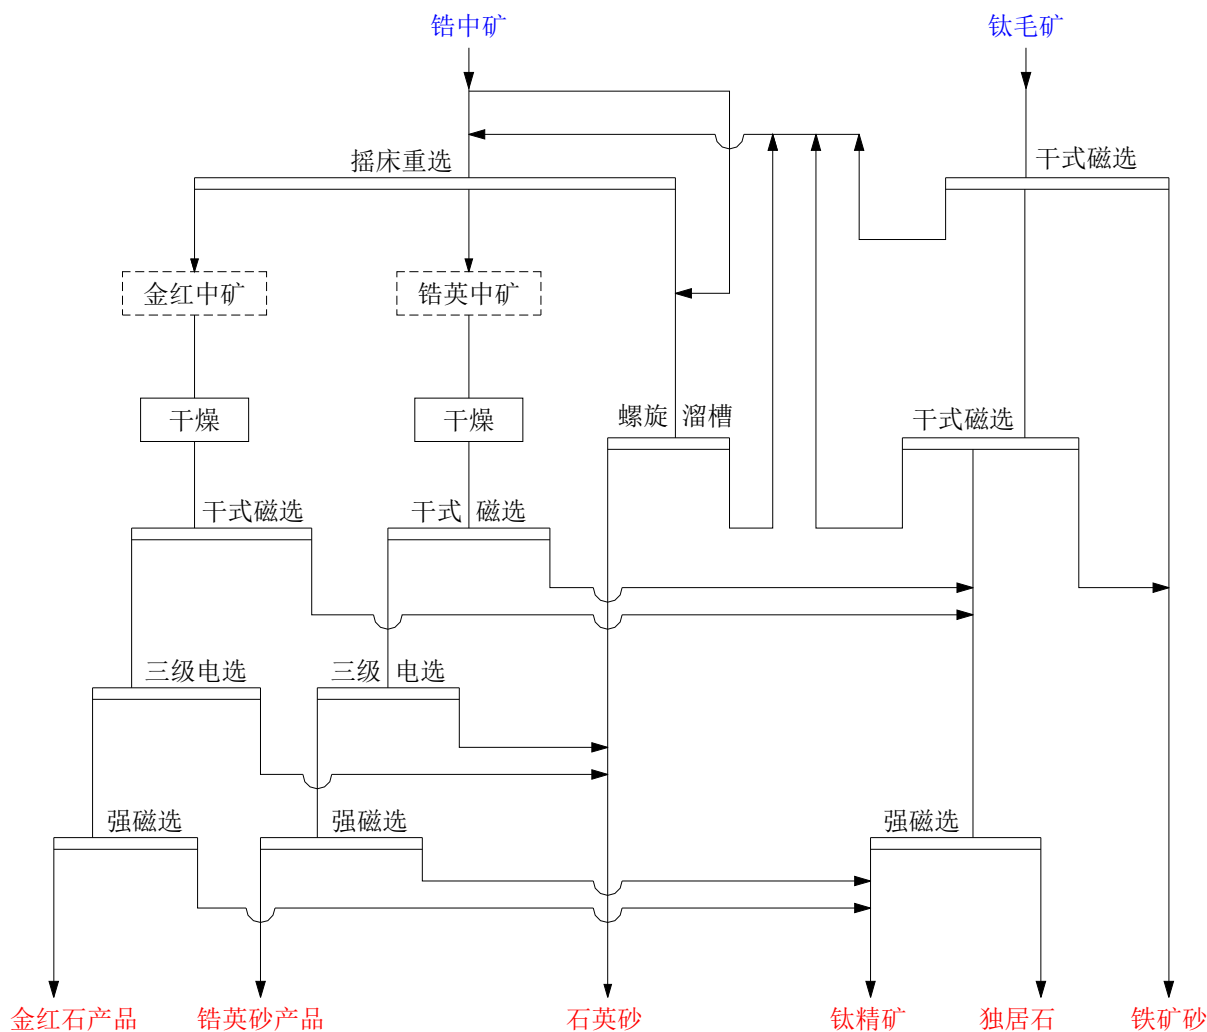 锆中矿
钛毛矿
摇床重选
干式磁选
金红中矿
锆英中矿
干燥
干燥
螺旋 溜槽
干式磁选
干式磁选
干式 磁选
三级电选
三级 电选
强磁选
强磁选
强磁选
金红石产品
锆英砂产品
石英砂
钛精矿
独居石
铁矿砂